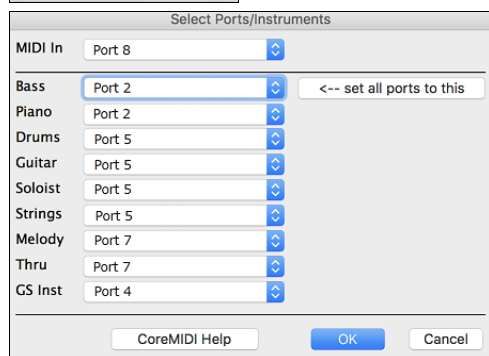 Select Ports/Instruments
MIDI In Port 8
Bass Port 2 <-- set all ports to this
Piano Port 2
Drums Port 5
Guitar Port 5
Soloist Port 5
Strings Port 5
Melody Port 7
Thru Port 7
GS Inst Port 4
CoreMIDI Help OK Cancel